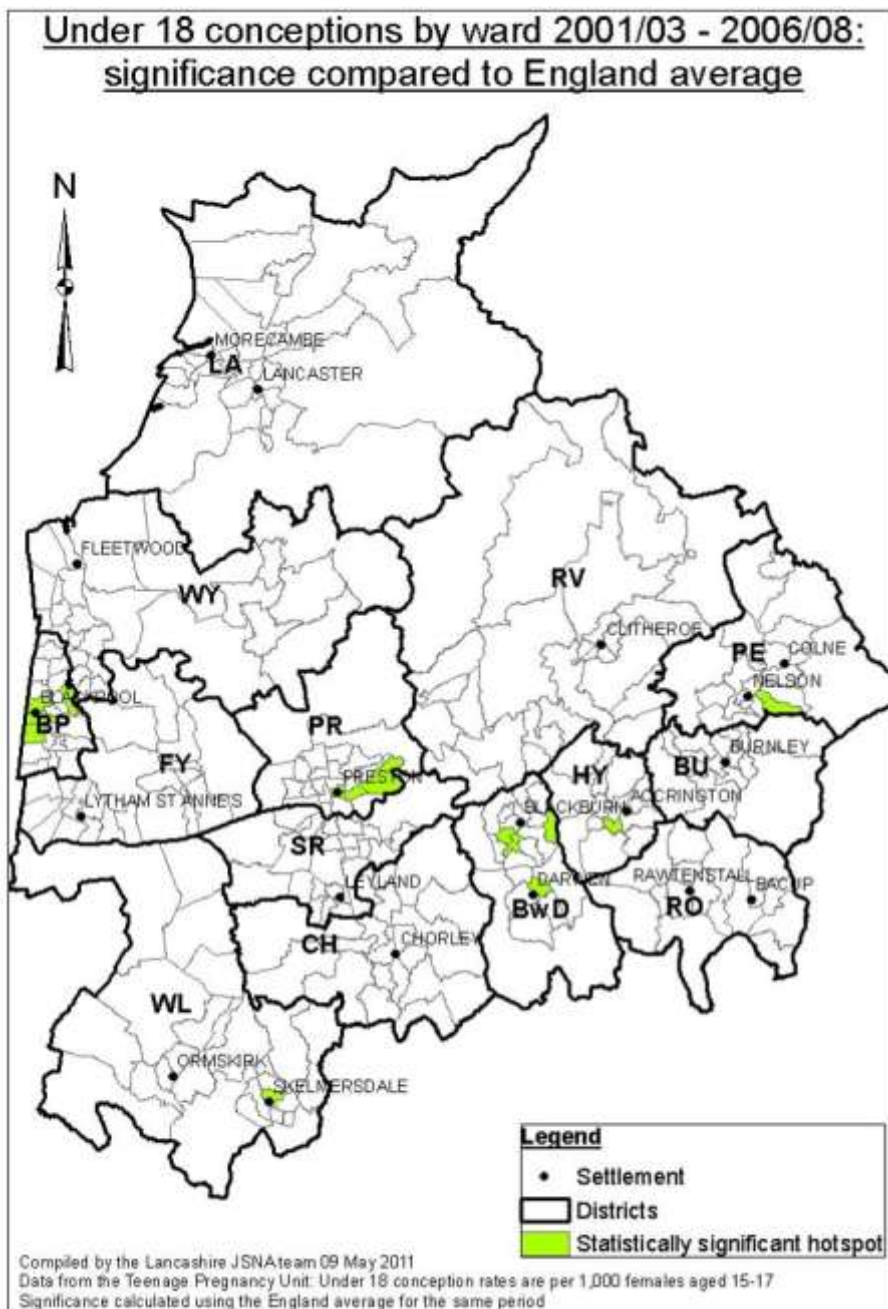 Under 18 conceptions by ward 2001/03 - 2006/08:
significance compared to England average
N
MORECAMBE
LA
LANCASTER
FLEETWOOD
WY
RV
CLITHEROE
PE
COLNE
NELSON
BLACKPOOL
BP
PR
FY
PRESTON
HY
BU
BURNLEY
LYTHAM ST ANNE'S
BLACKBURN
ACCRINGTON
SR
LEYLAND
DARWEN
BwD
RAWTENSTALL
BACUP
RO
CH
CHORLEY
WL
ORMSKIRK
SKELMERSDALE
Legend
Settlement
Districts
Statistically significant hotspot
Compiled by the Lancashire JSNA team 09 May 2011
Data from the Teenage Pregnancy Unit: Under 18 conception rates are per 1,000 females aged 15-17
Significance calculated using the England average for the same period